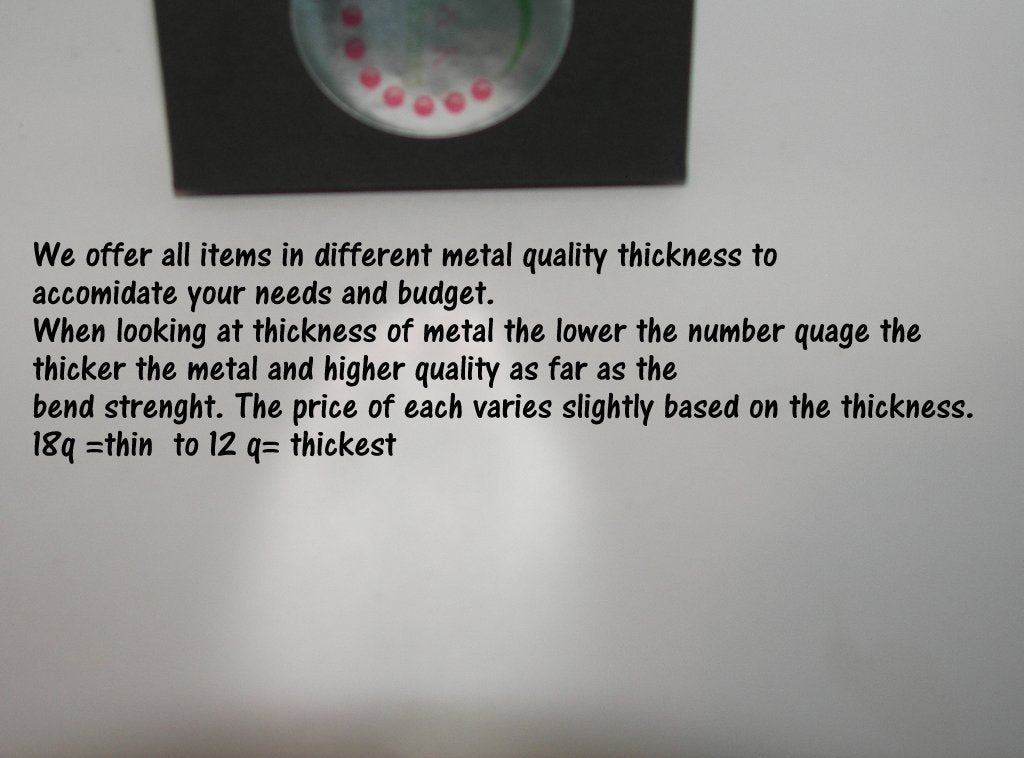 We offer all items in different metal quality thickness to
accomidate your needs and budget.
When looking at thickness of metal the lower the number quage the
thicker the metal and higher quality as far as the
bend strenght. The price of each varies slightly based on the thickness.
18q =thin to 12 q= thickest